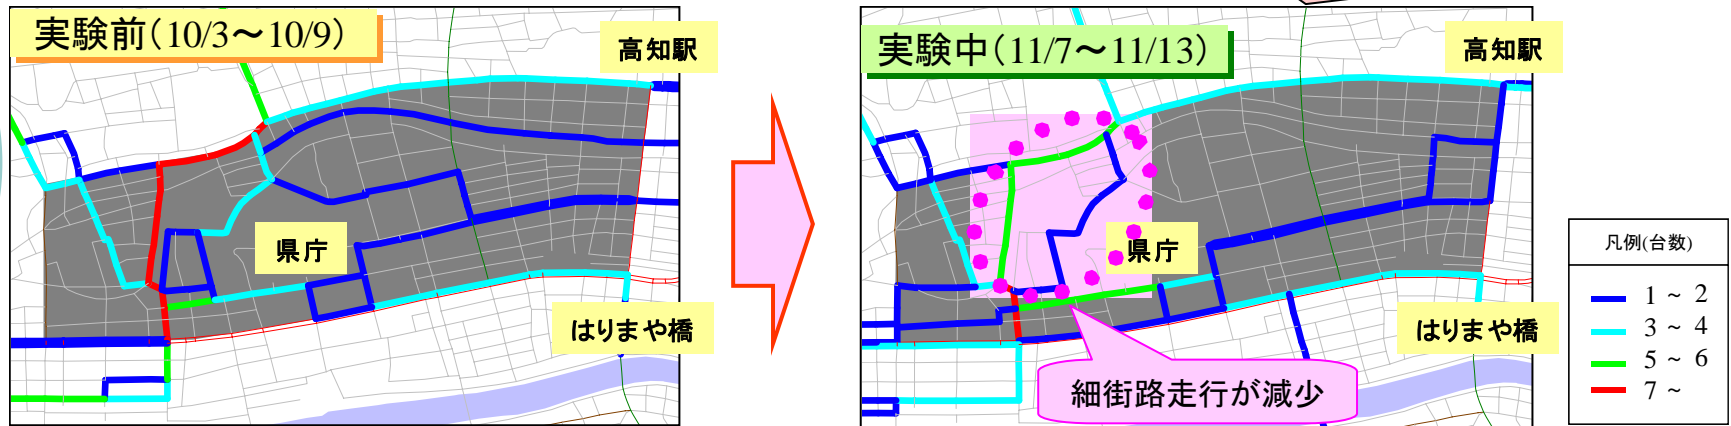 実験前(10/3～10/9)
高知駅
県庁
はりまや橋
実験中(11/7～11/13)
高知駅
県庁
はりまや橋
細街路走行が減少
凡例(台数)
1 ~ 2
3 ~ 4
5 ~ 6
7 ~